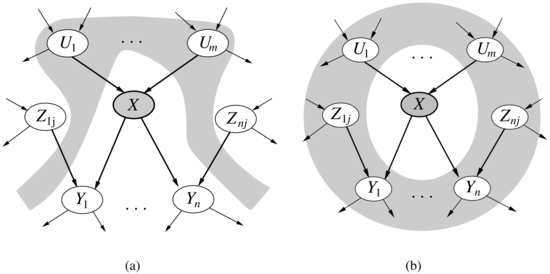 U1 . . . Um U1 . . . Um
X X
Z1j Znj Z1j Znj
Y1 . . . Yn Y1 . . . Yn
(a) (b)